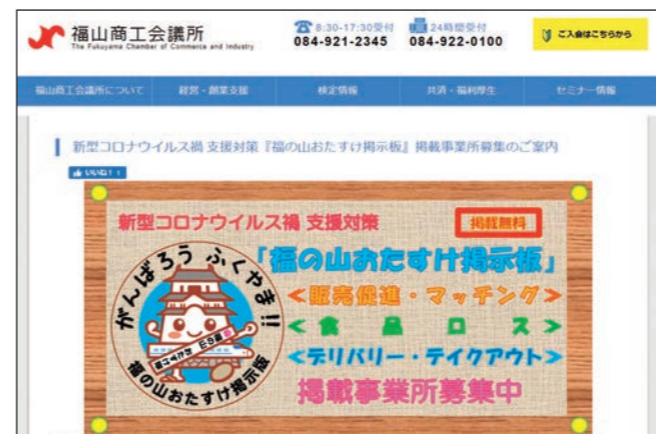 福山商工会議所
The Fukuyama Chamber of Commerce and Industry
8:30-17:30受付
084-921-2345
24時間受付
084-922-0100
ご入会はこちらから
福山商工会議所について 経営・創業支援 検定情報 共済・福利厚生 セミナー情報
新型コロナウイルス禍 支援対策『福の山おたすけ掲示板』掲載事業所募集のご案内
いいね！1
新型コロナウイルス禍 支援対策
掲載無料
がんばろう ふくやま!!
福の山おたすけ掲示版
「福の山おたすけ掲示板」
<販売促進・マッチング>
<食品ロス>
<デリバリー・テイクアウト>
掲載事業所募集中